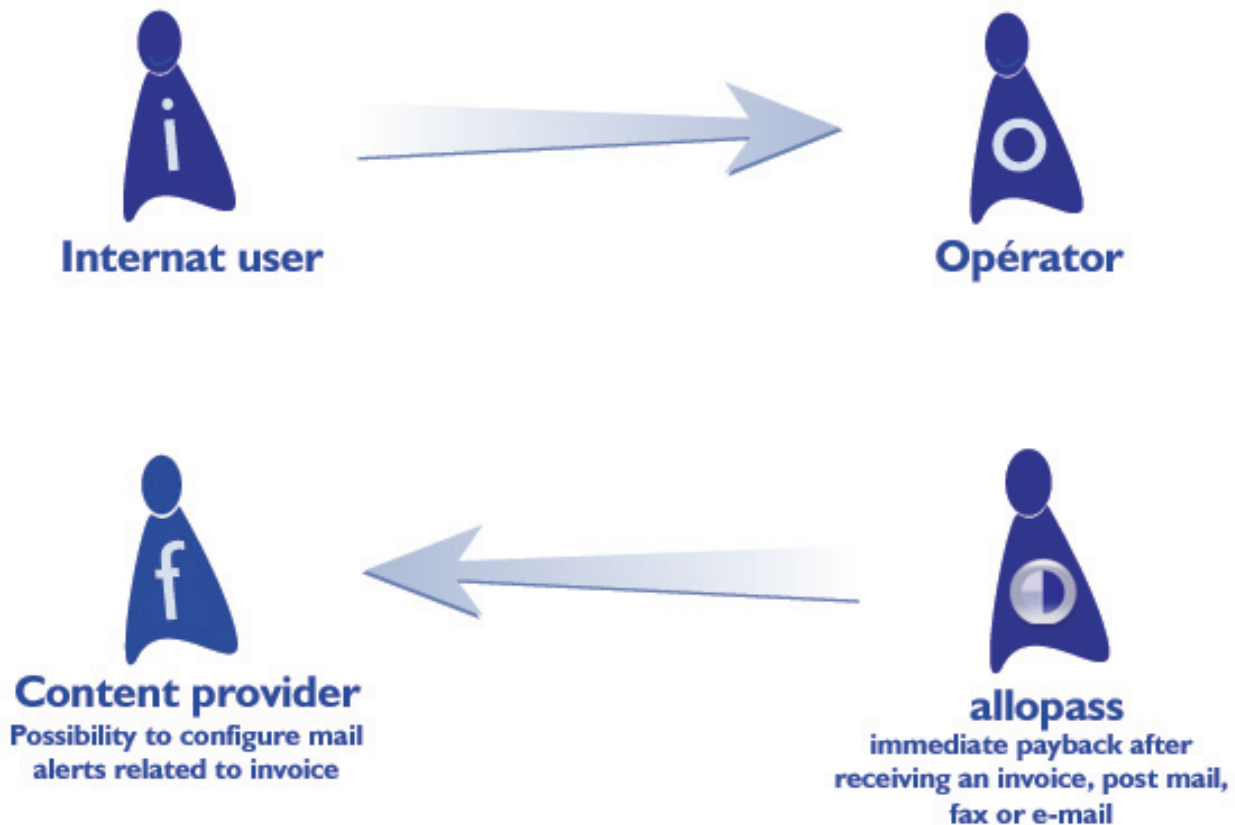 i
o
Internat user
Opérator
f
Content provider
Possibility to configure mail
alerts related to invoice
allopass
immediate payback after
receiving an invoice, post mail,
fax or e-mail